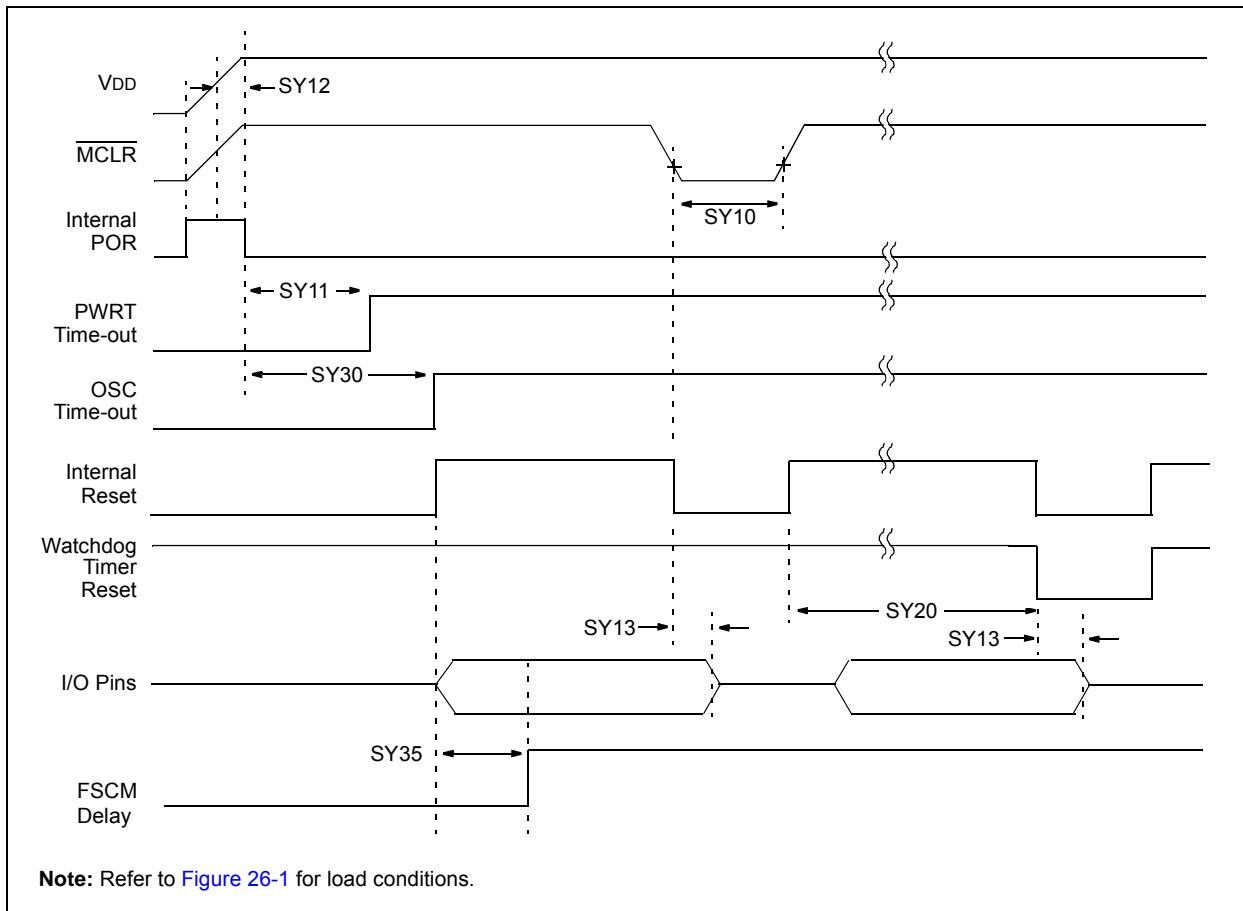 VDD
SY12
MCLR
SY10
Internal
POR
SY11
PWRT
Time-out
SY30
OSC
Time-out
Internal
Reset
Watchdog
Timer
Reset
SY20
SY13
SY13
I/O Pins
SY35
FSCM
Delay
Note: Refer to Figure 26-1 for load conditions.